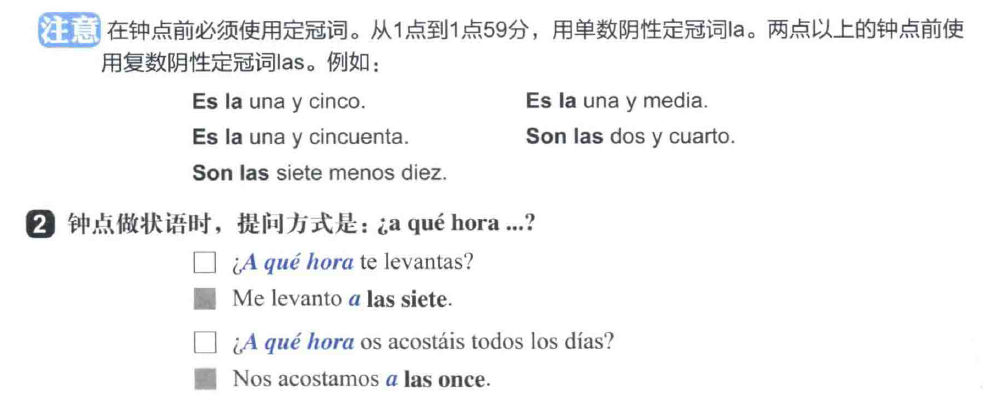 注意 在钟点前必须使用定冠词。从1点到1点59分，用单数阴性定冠词la。两点以上的钟点前使
用复数阴性定冠词las。例如：
Es la una y cinco. Es la una y media.
Es la una y cincuenta. Son las dos y cuarto.
Son las siete menos diez.
2 钟点做状语时，提问方式是：¿a qué hora ...?
¿A qué hora te levantas?
Me levanto a las siete.
¿A qué hora os acostáis todos los días?
Nos acostamos a las once.